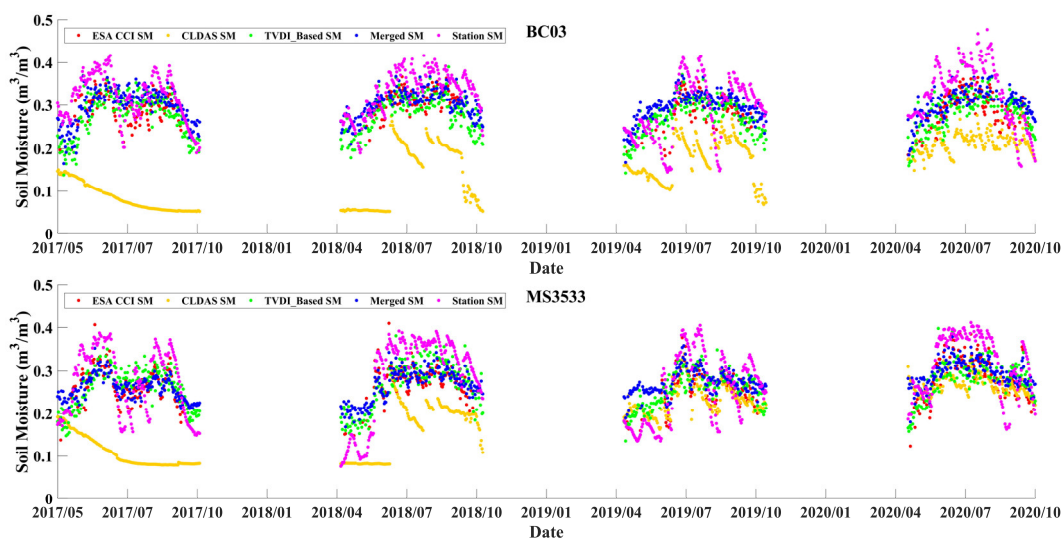 0.5
BC03
ESA CCI SM CLDAS SM TVDI_Based SM Merged SM Station SM
0.4
0.3
0.2
0.1
0
Soil Moisture (m³/m³)
2017/05 2017/07 2017/10 2018/01 2018/04 2018/07 2018/10 2019/01 2019/04 2019/07 2019/10 2020/01 2020/04 2020/07 2020/10
Date
0.5
MS3533
ESA CCI SM CLDAS SM TVDI_Based SM Merged SM Station SM
0.4
0.3
0.2
0.1
0
Soil Moisture (m³/m³)
2017/05 2017/07 2017/10 2018/01 2018/04 2018/07 2018/10 2019/01 2019/04 2019/07 2019/10 2020/01 2020/04 2020/07 2020/10
Date